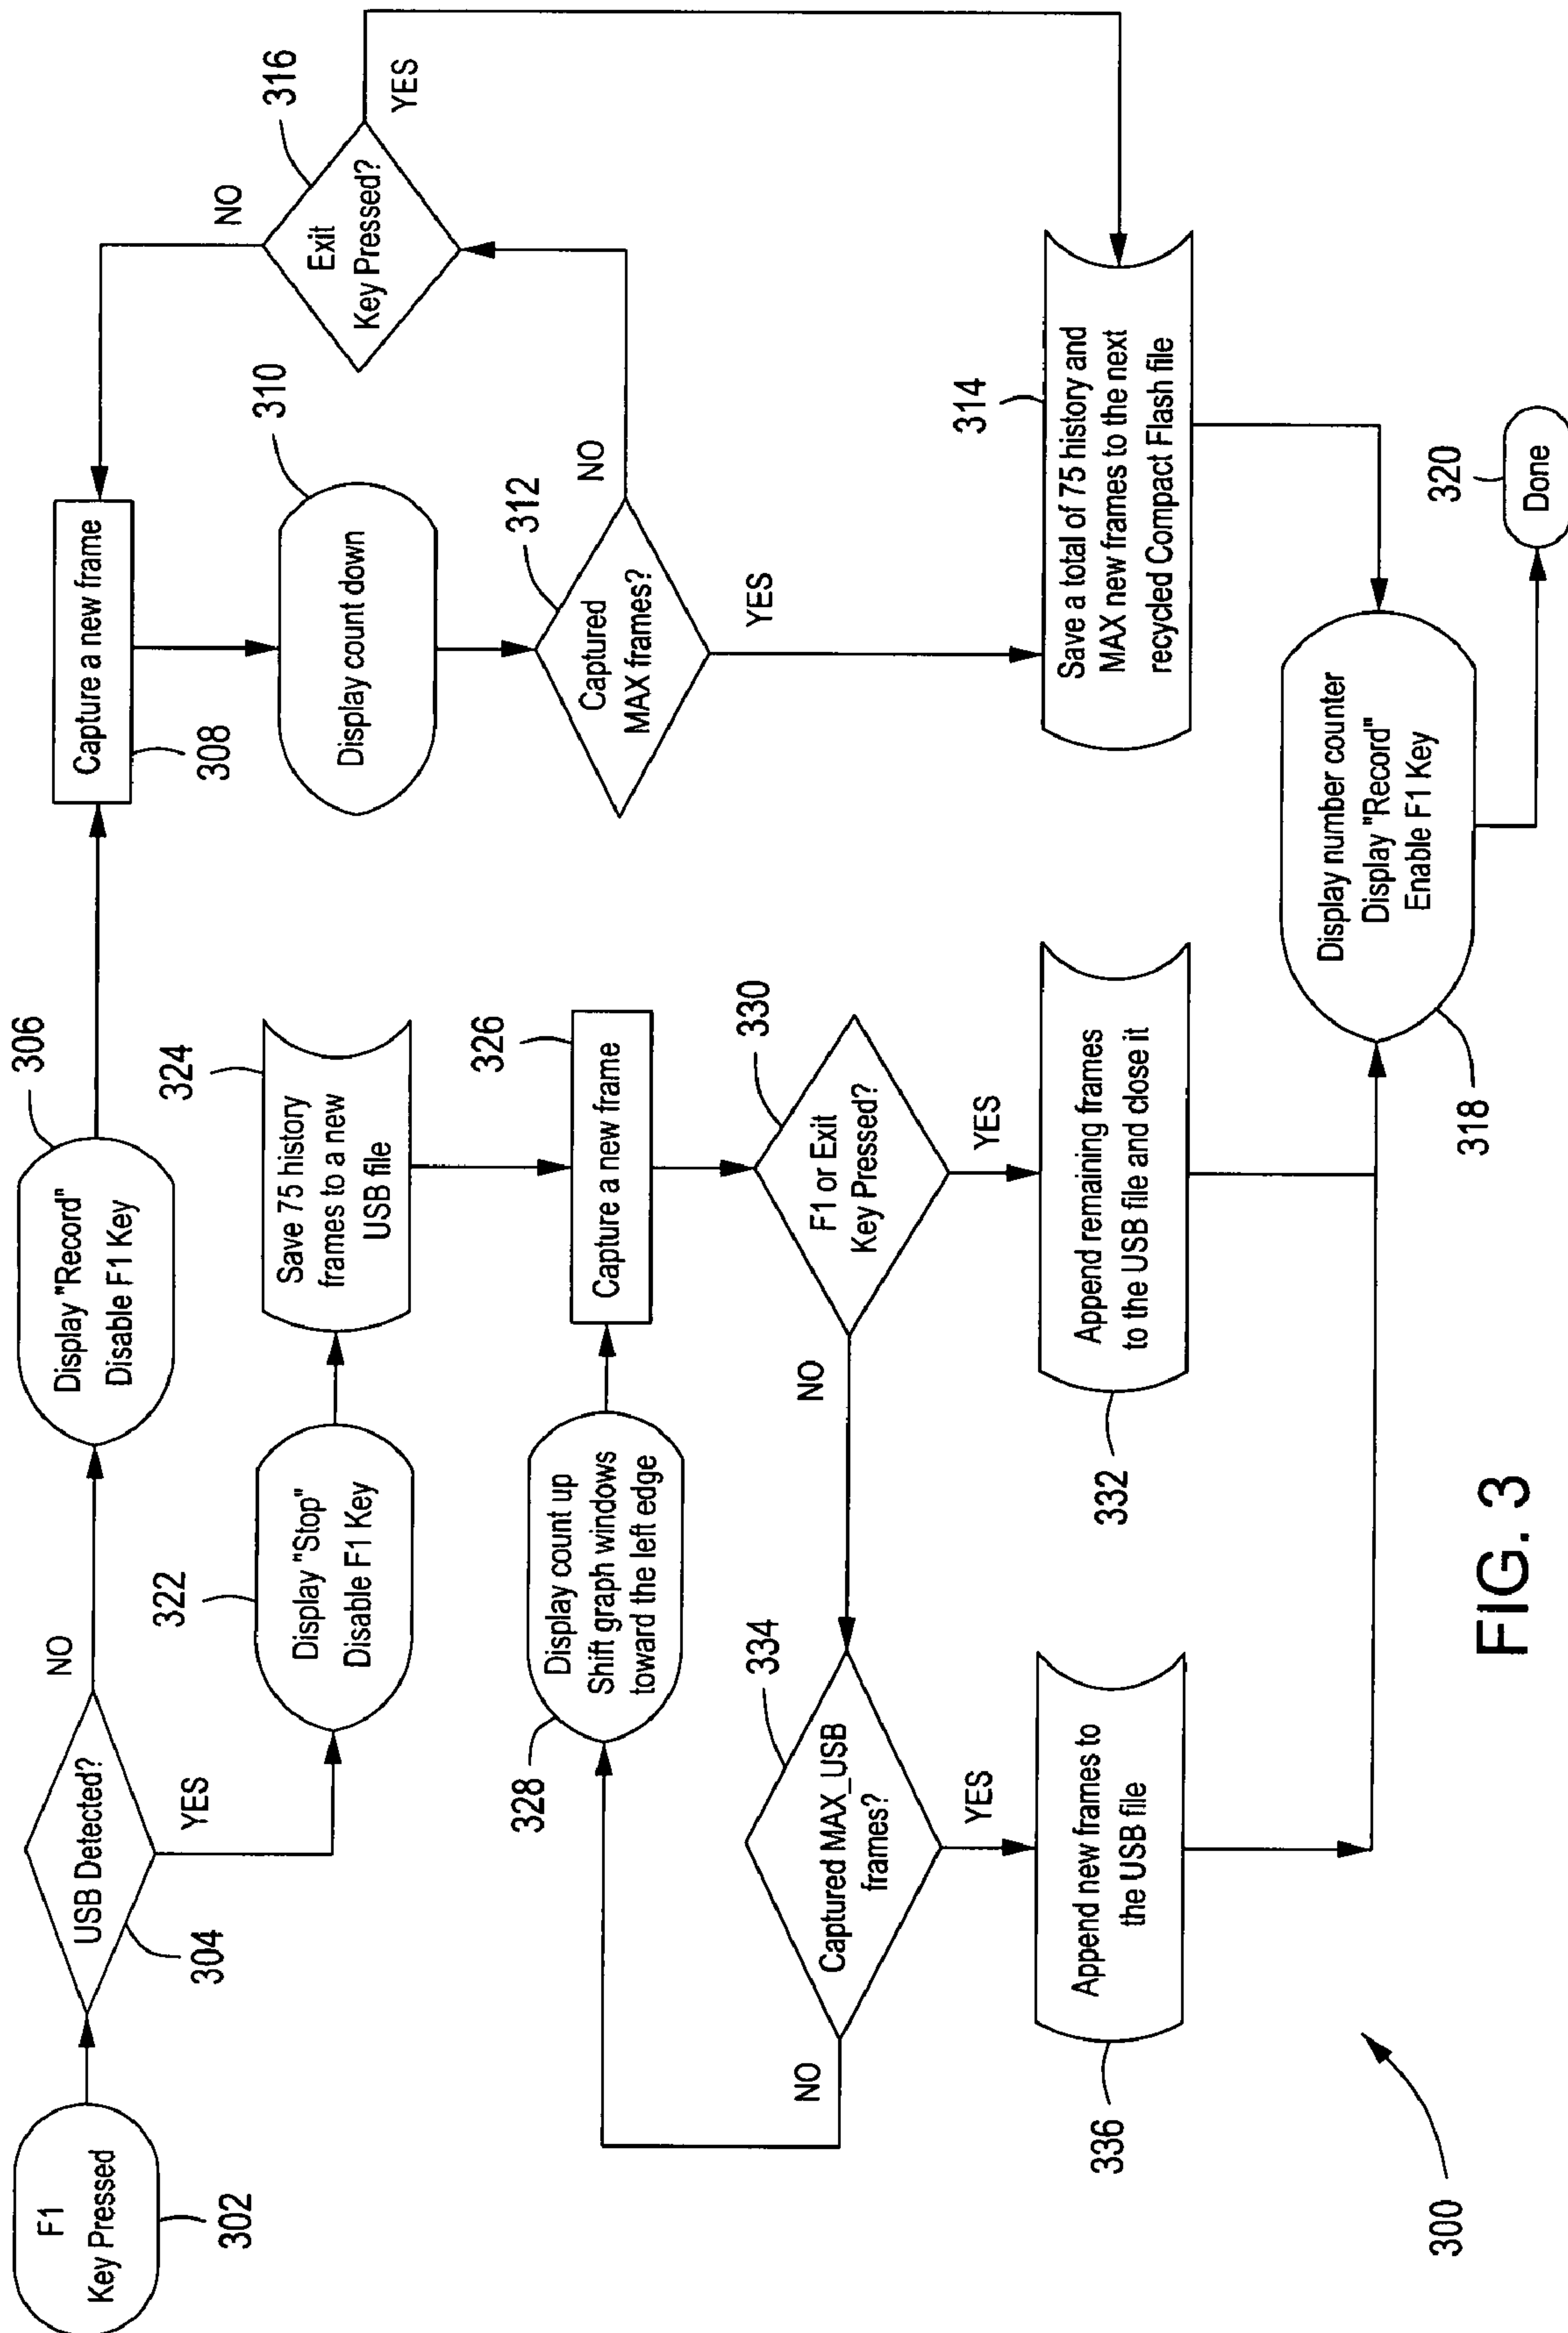 F1
Key Pressed
302
USB Detected?
304
NO
YES
Display "Record"
Disable F1 Key
306
Capture a new frame
308
Display count down
310
Captured
MAX frames?
312
NO
YES
Exit
Key Pressed?
316
NO
YES
Save a total of 75 history and
MAX new frames to the next
recycled Compact Flash file
314
Display "Stop"
Disable F1 Key
322
Save 75 history
frames to a new
USB file
324
Capture a new frame
326
Display count up
Shift graph windows
toward the left edge
328
F1 or Exit
Key Pressed?
330
NO
YES
Append remaining frames
to the USB file and close it
332
Captured MAX_USB
frames?
334
NO
YES
Append new frames to
the USB file
336
Display number counter
Display "Record"
Enable F1 Key
318
Done
320
300
FIG. 3